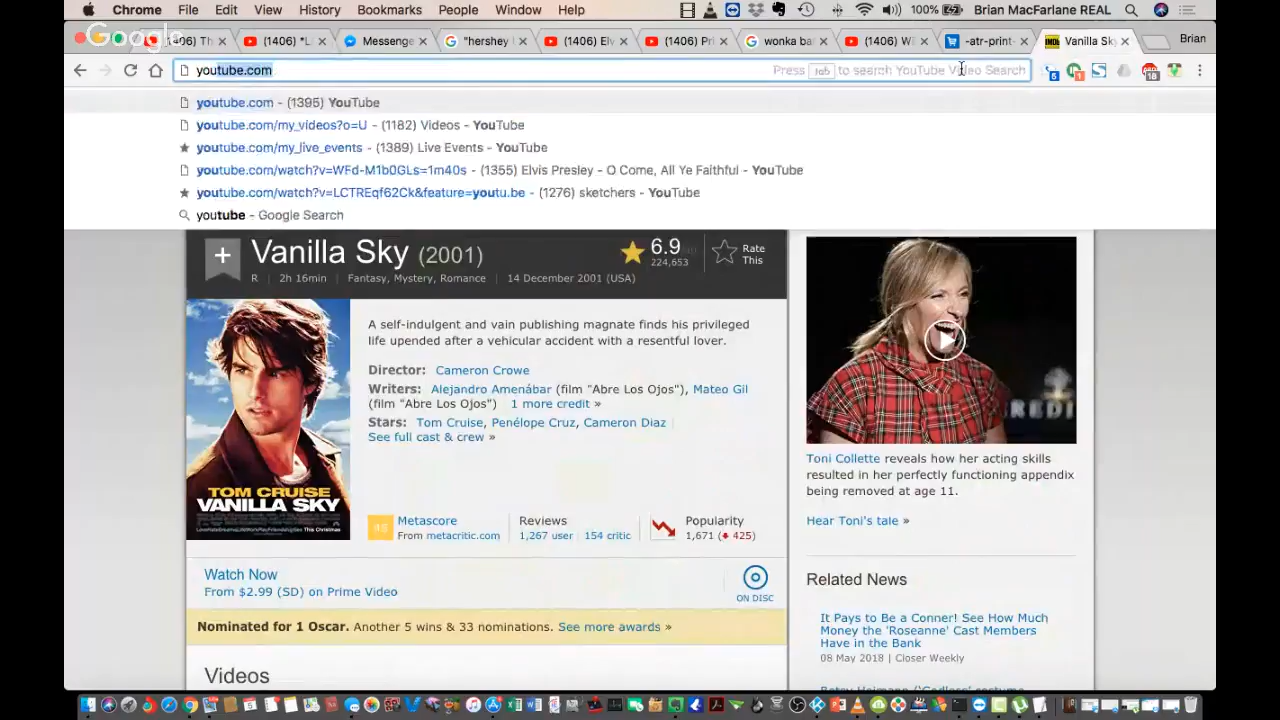 Chrome File Edit View History Bookmarks People Window Help 100% Brian MacFarlane REAL
Google
(1406) Th (1406) *L Messenge "hershey (1406) Elv (1406) Pri wonka ba (1406) W -atr-print- Vanilla Sky Brian
youtube.com Press tab to search YouTube Video Search
youtube.com - (1395) YouTube
youtube.com/my_videos?o=U - (1182) Videos - YouTube
youtube.com/my_live_events - (1389) Live Events - YouTube
youtube.com/watch?v=WFd-M1b0GLs=1m40s - (1355) Elvis Presley - O Come, All Ye Faithful - YouTube
youtube.com/watch?v=LCTREqf62Ck&feature=youtu.be - (1276) sketchers - YouTube
youtube - Google Search
Vanilla Sky (2001)
R | 2h 16min | Fantasy, Mystery, Romance | 14 December 2001 (USA)
6.9
224,653
Rate This
A self-indulgent and vain publishing magnate finds his privileged
life upended after a vehicular accident with a resentful lover.
Director: Cameron Crowe
Writers: Alejandro Amenábar (film "Abre Los Ojos"), Mateo Gil
(film "Abre Los Ojos") 1 more credit »
Stars: Tom Cruise, Penélope Cruz, Cameron Diaz |
See full cast & crew »
TOM CRUISE
VANILLA SKY
Metascore
From metacritic.com
Reviews
1,267 user | 154 critic
Popularity
1,671 (425)
Watch Now
From $2.99 (SD) on Prime Video
ON DISC
Nominated for 1 Oscar. Another 5 wins & 33 nominations. See more awards »
Videos
Toni Collette reveals how her acting skills
resulted in her perfectly functioning appendix
being removed at age 11.
Hear Toni's tale »
Related News
It Pays to Be a Conner! See How Much
Money the 'Roseanne' Cast Members
Have in the Bank
08 May 2018 | Closer Weekly